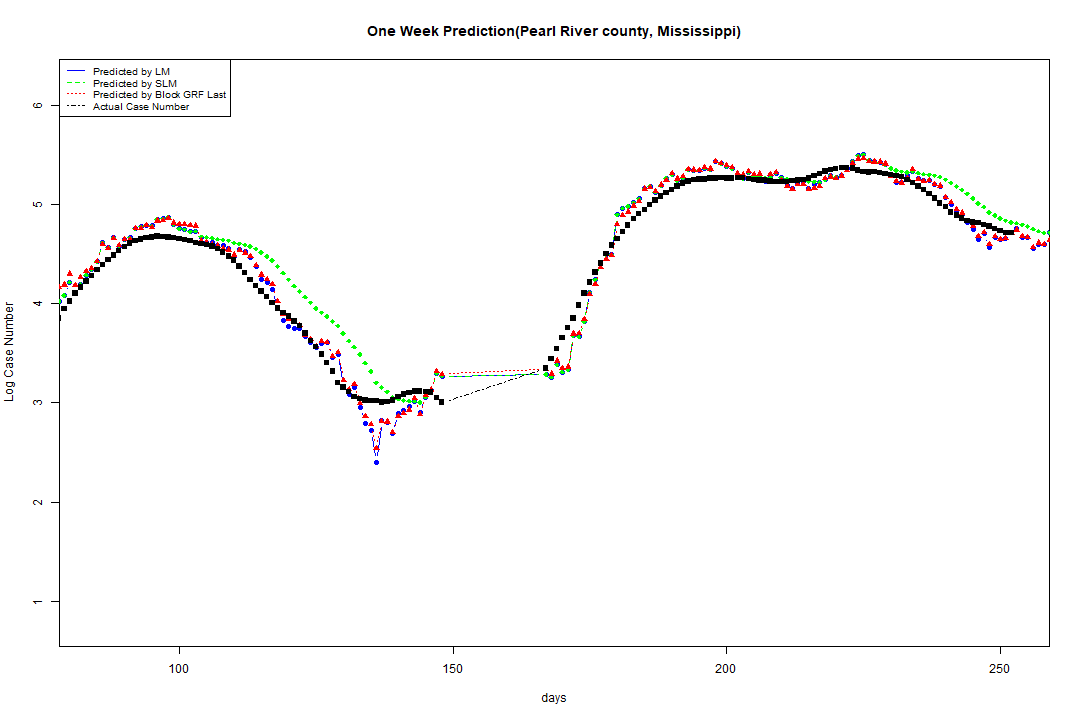 One Week Prediction(Pearl River county, Mississippi)
Predicted by LM
Predicted by SLM
Predicted by Block GRF Last
Actual Case Number
6
5
4
3
2
1
Log Case Number
100 150 200 250
days